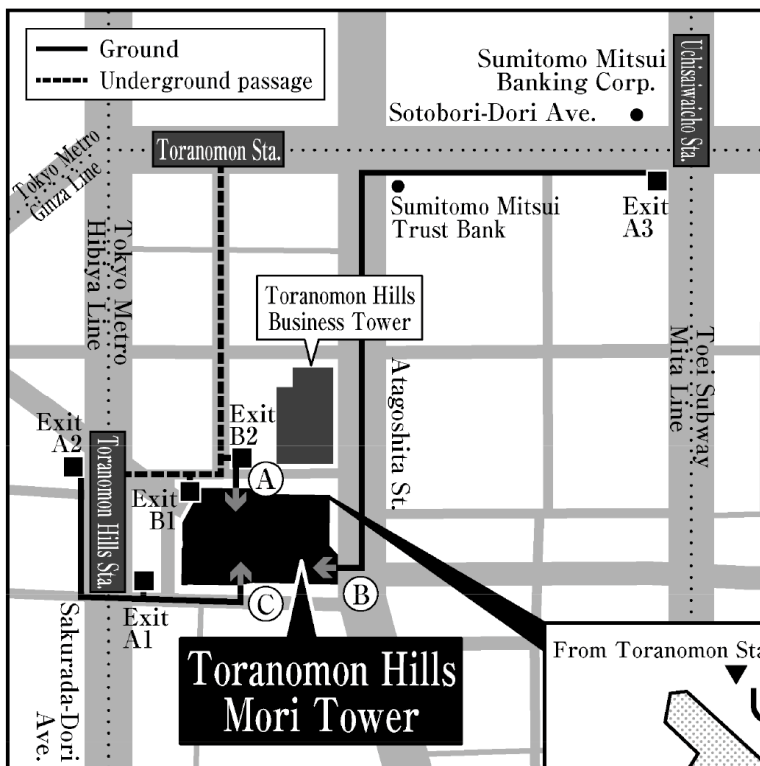 Ground
Underground passage
Sumitomo Mitsui
Banking Corp.
Sotobori-Dori Ave.
Uchisaiwaicho Sta.
Toranomon Sta.
Tokyo Metro
Ginza Line
Sumitomo Mitsui
Trust Bank
Exit
A3
Tokyo Metro
Hibiya Line
Toranomon Hills
Business Tower
Atagoshita St.
Toei Subway
Mita Line
Exit
A2
Exit
B2
Toranomon Hills Sta.
A
Exit
B1
B
C
Exit
A1
Sakurada-Dori
Ave.
Toranomon Hills
Mori Tower
From Toranomon Sta